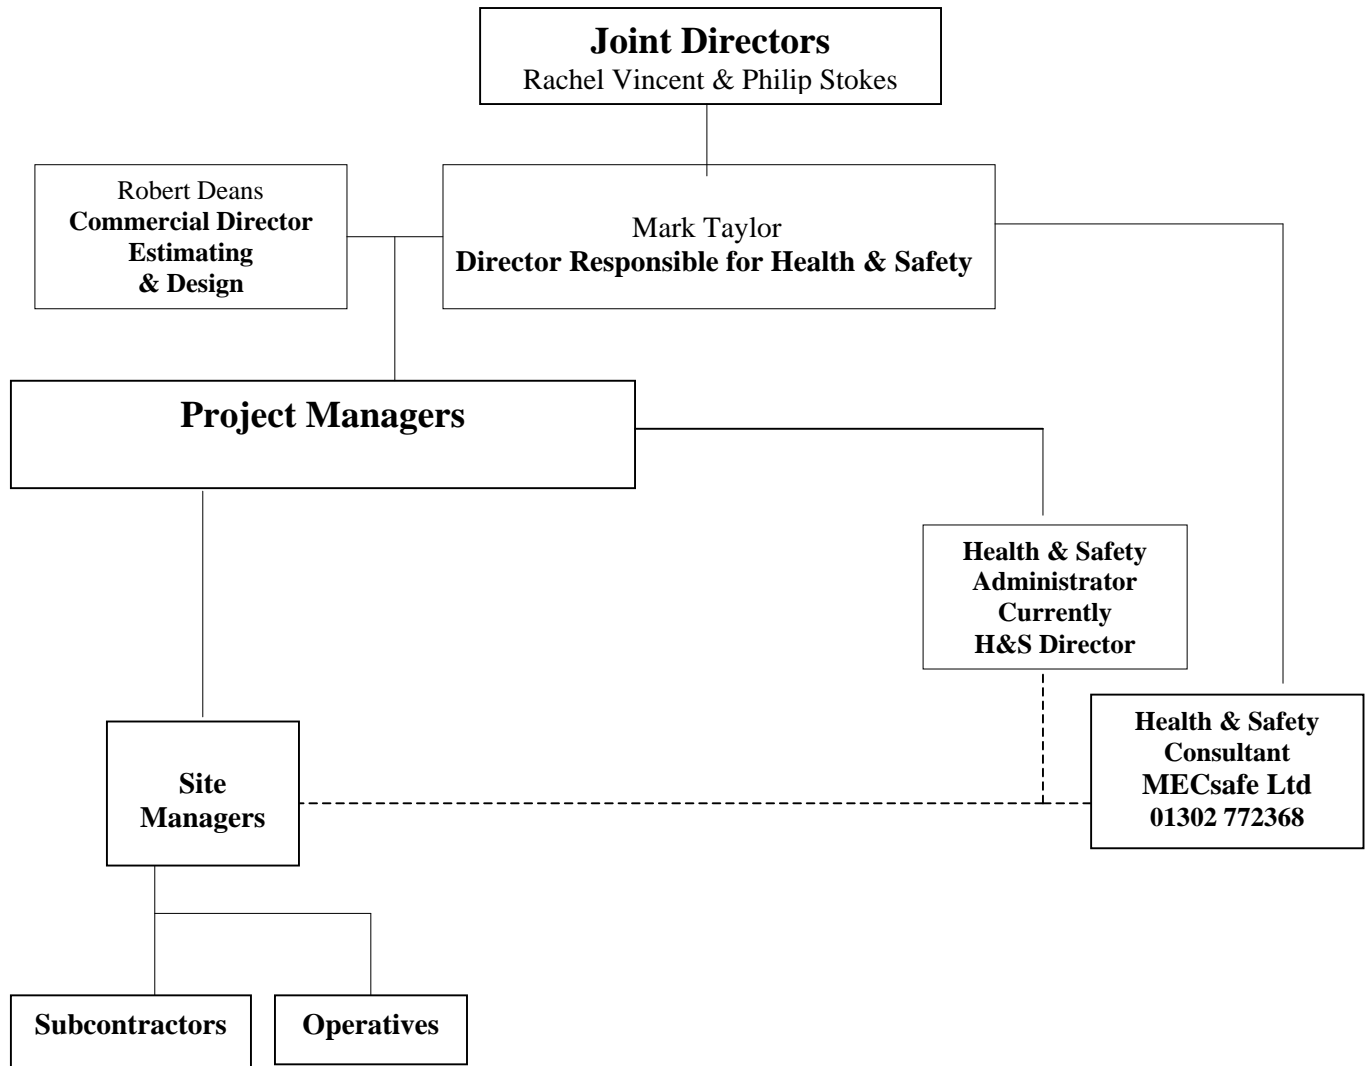 Joint Directors
Rachel Vincent & Philip Stokes
Robert Deans
Commercial Director
Estimating
& Design
Mark Taylor
Director Responsible for Health & Safety
Project Managers
Health & Safety
Administrator
Currently
H&S Director
Health & Safety
Consultant
MECsafe Ltd
01302 772368
Site
Managers
Subcontractors
Operatives